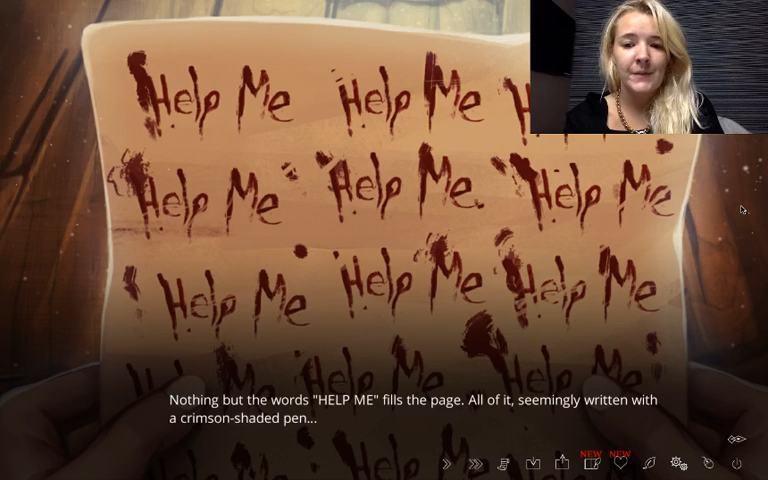 Help Me Help Me
Help Me Help Me Help Me
Help Me Help Me Help Me
Help Me Help Me Help Me
Nothing but the words "HELP ME" fills the page. All of it, seemingly written with
a crimson-shaded pen...
NEW NEW